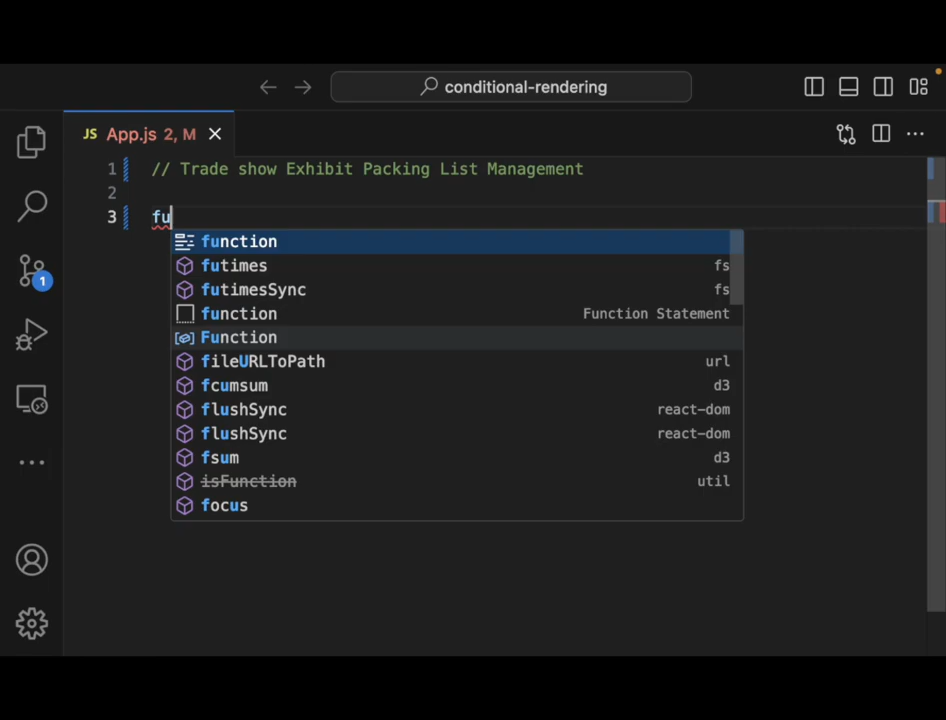 conditional-rendering
JS App.js 2, M
1 // Trade show Exhibit Packing List Management
2
3 fu
function
futimes fs
futimesSync fs
function Function Statement
Function
fileURLToPath url
fcumsum d3
flushSync react-dom
flushSync react-dom
fsum d3
isFunction util
focus
1